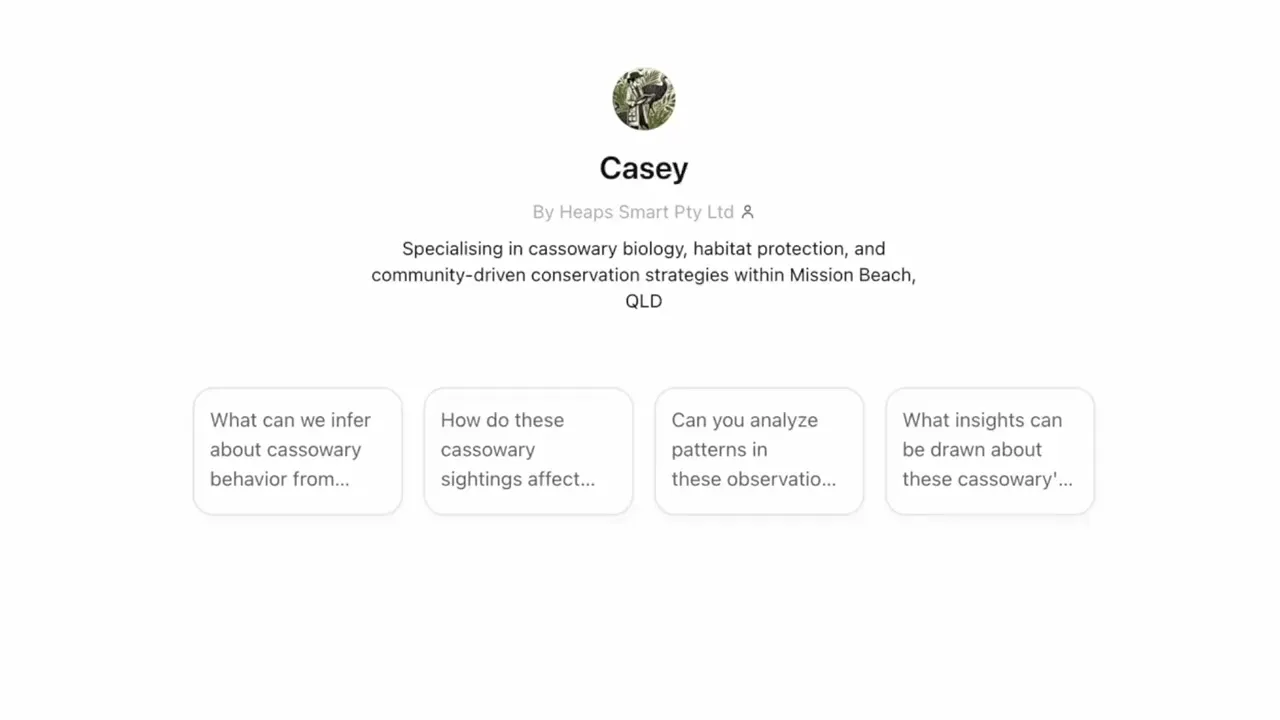 Casey
By Heaps Smart Pty Ltd
Specialising in cassowary biology, habitat protection, and
community-driven conservation strategies within Mission Beach,
QLD
What can we infer
about cassowary
behavior from...
How do these
cassowary
sightings affect...
Can you analyze
patterns in
these observatio...
What insights can
be drawn about
these cassowary'...